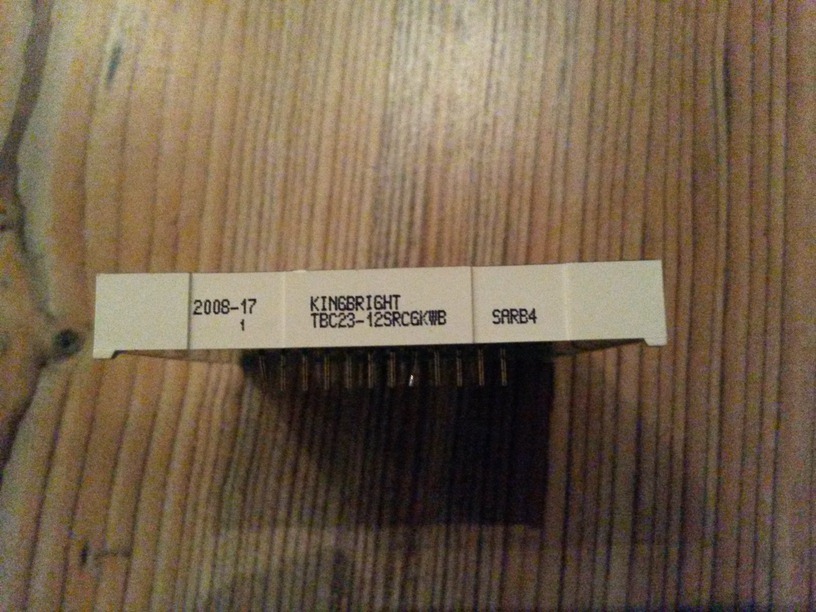 2008-17
1
KINGBRIGHT
TBC23-12SRCGKWB
SARB4